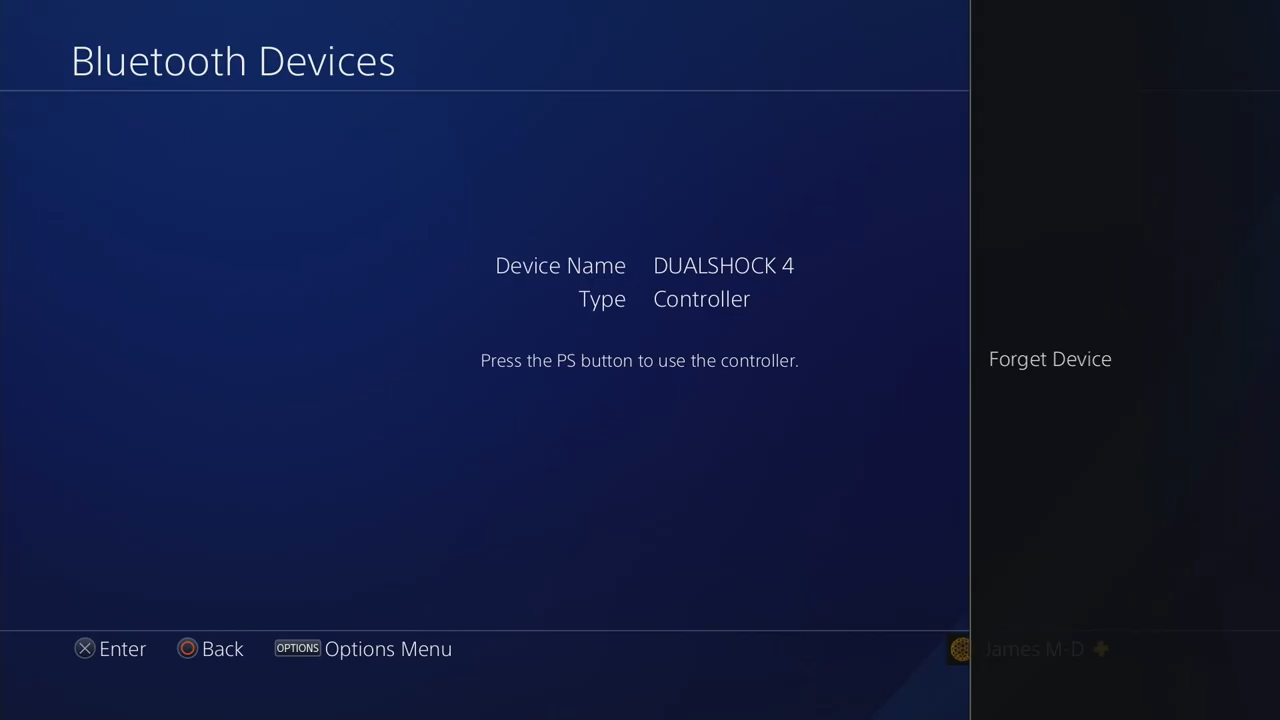 Bluetooth Devices
Device Name DUALSHOCK 4
Type Controller
Press the PS button to use the controller.
Forget Device
Enter Back OPTIONS Options Menu James M-D